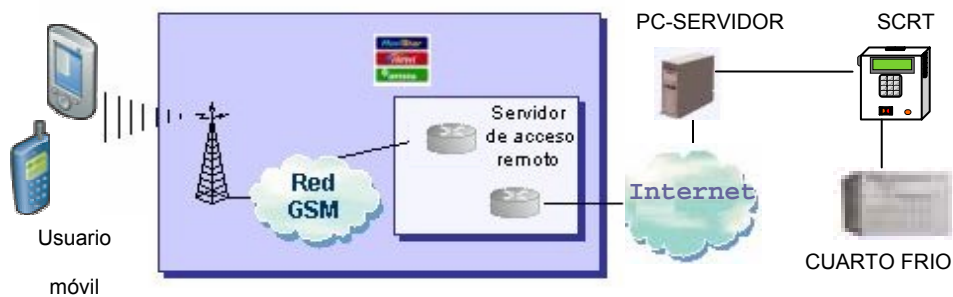 PC-SERVIDOR
SCRT
Servidor
de acceso
remoto
Red
GSM
Internet
Usuario
móvil
CUARTO FRIO